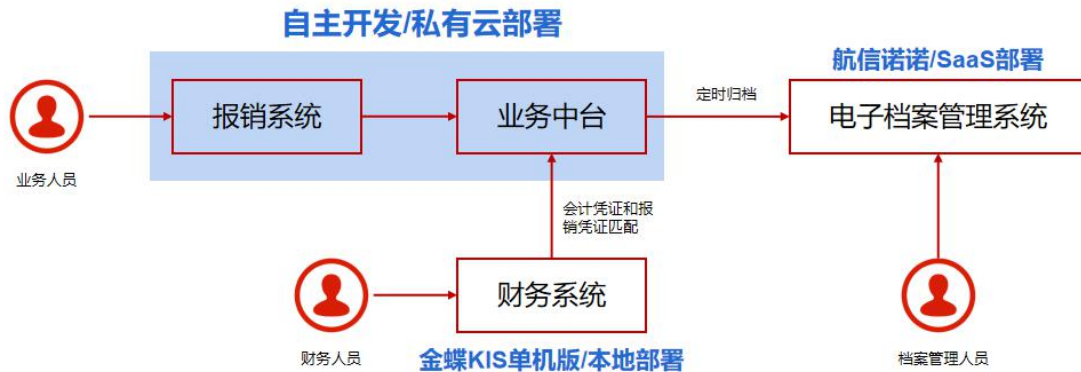 自主开发/私有云部署
航信诺诺/SaaS部署
报销系统
业务中台
定时归档
电子档案管理系统
业务人员
会计凭证和报
销凭证匹配
财务系统
财务人员
金蝶KIS单机版/本地部署
档案管理人员